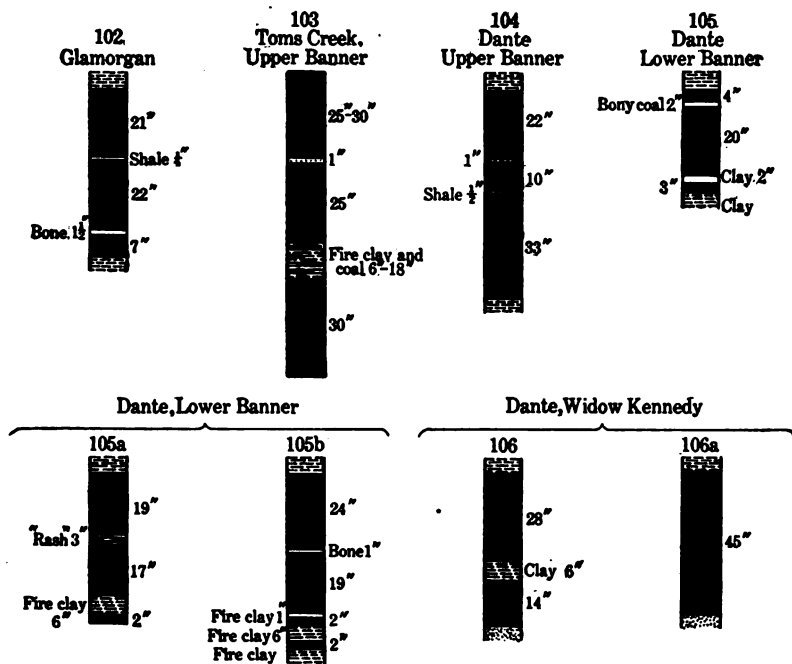 102.
Glamorgan
21"
Shale
22"
Bone. 1½"
7"
103
Toms Creek,
Upper Banner
25"-30"
1"
25"
Fire clay and
coal 6"-18"
30"
104
Dante
Upper Banner
22"
1"
10"
Shale ½"
33"
105.
Dante
Lower Banner
4"
Bony coal 2"
20"
Clay. 2"
3"
Clay
Dante, Lower Banner
105a
19"
"Rash" 3"
17"
Fire clay
6"
2"
105b
24"
Bone 1"
19"
Fire clay 1"
2"
Fire clay 6"
2"
Fire clay
Dante, Widow Kennedy
106
28"
Clay 6"
14"
106a
45"